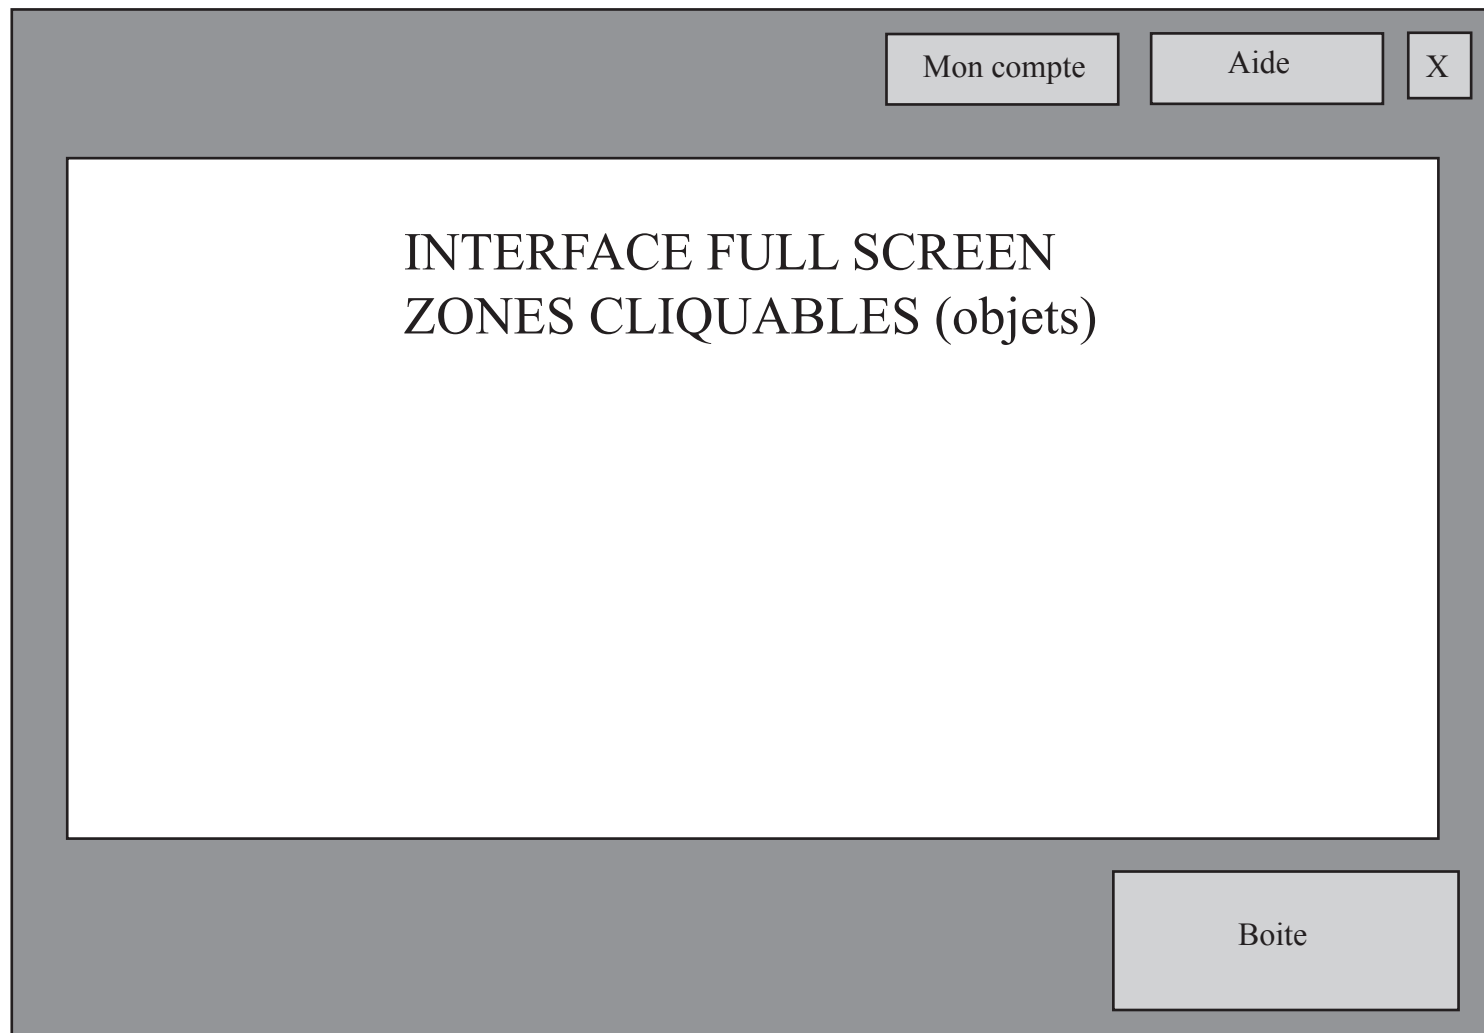 Mon compte
Aide
X
INTERFACE FULL SCREEN
ZONES CLIQUABLES (objets)
Boite